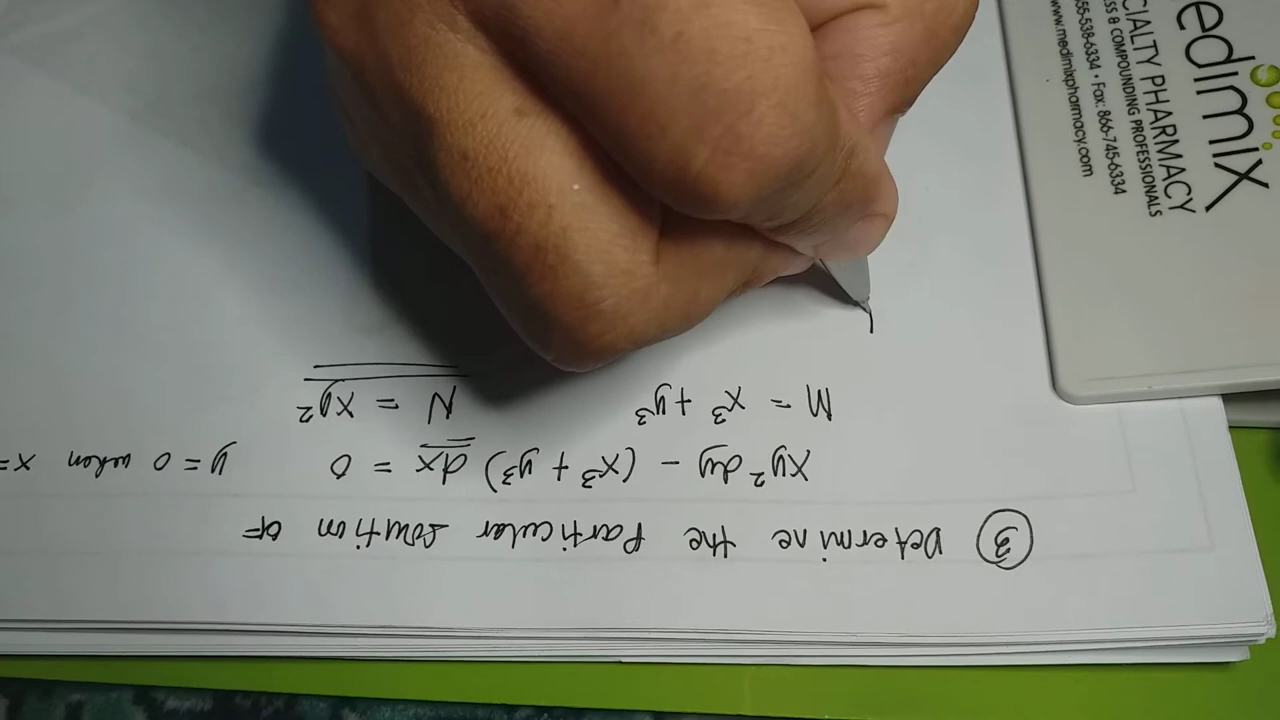 ③ Determine the Particular solution of
xy² dy – (x³ + y³) dx = 0 y = 0 when x=
M = x³ + y³ N = xy²
edimix
CIALTY PHARMACY
SS & COMPOUNDING PROFESSIONALS
55-538-6334 • Fax: 866-745-6334
www.medimixpharmacy.com